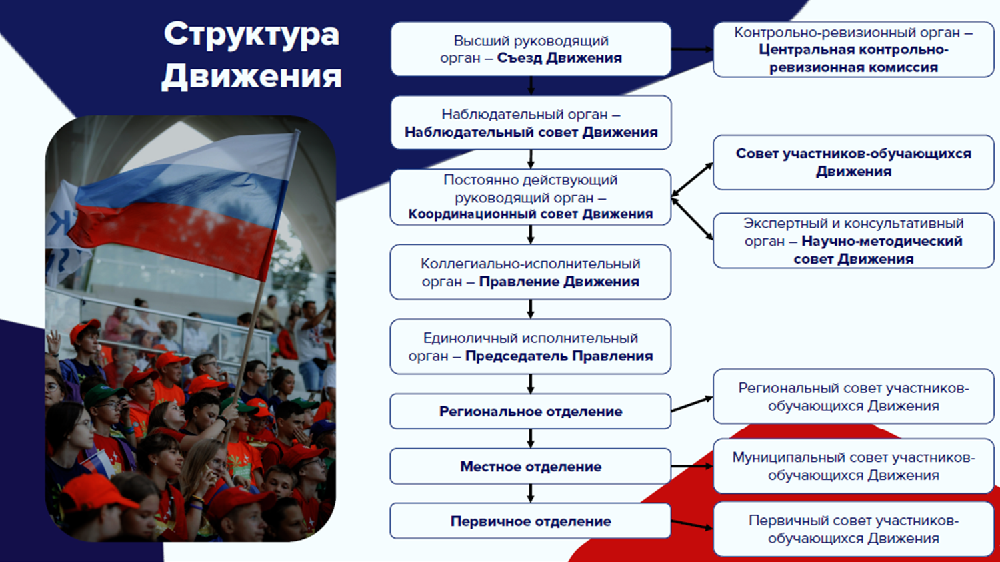 Структура
Движения
Высший руководящий
орган – Съезд Движения
Контрольно-ревизионный орган –
Центральная контрольно-
ревизионная комиссия
Наблюдательный орган –
Наблюдательный совет Движения
Постоянно действующий
руководящий орган –
Координационный совет Движения
Совет участников-обучающихся
Движения
Экспертный и консультативный
орган – Научно-методический
совет Движения
Коллегиально-исполнительный
орган – Правление Движения
Единоличный исполнительный
орган – Председатель Правления
Региональное отделение
Региональный совет участников-
обучающихся Движения
Местное отделение
Муниципальный совет участников-
обучающихся Движения
Первичное отделение
Первичный совет участников-
обучающихся Движения